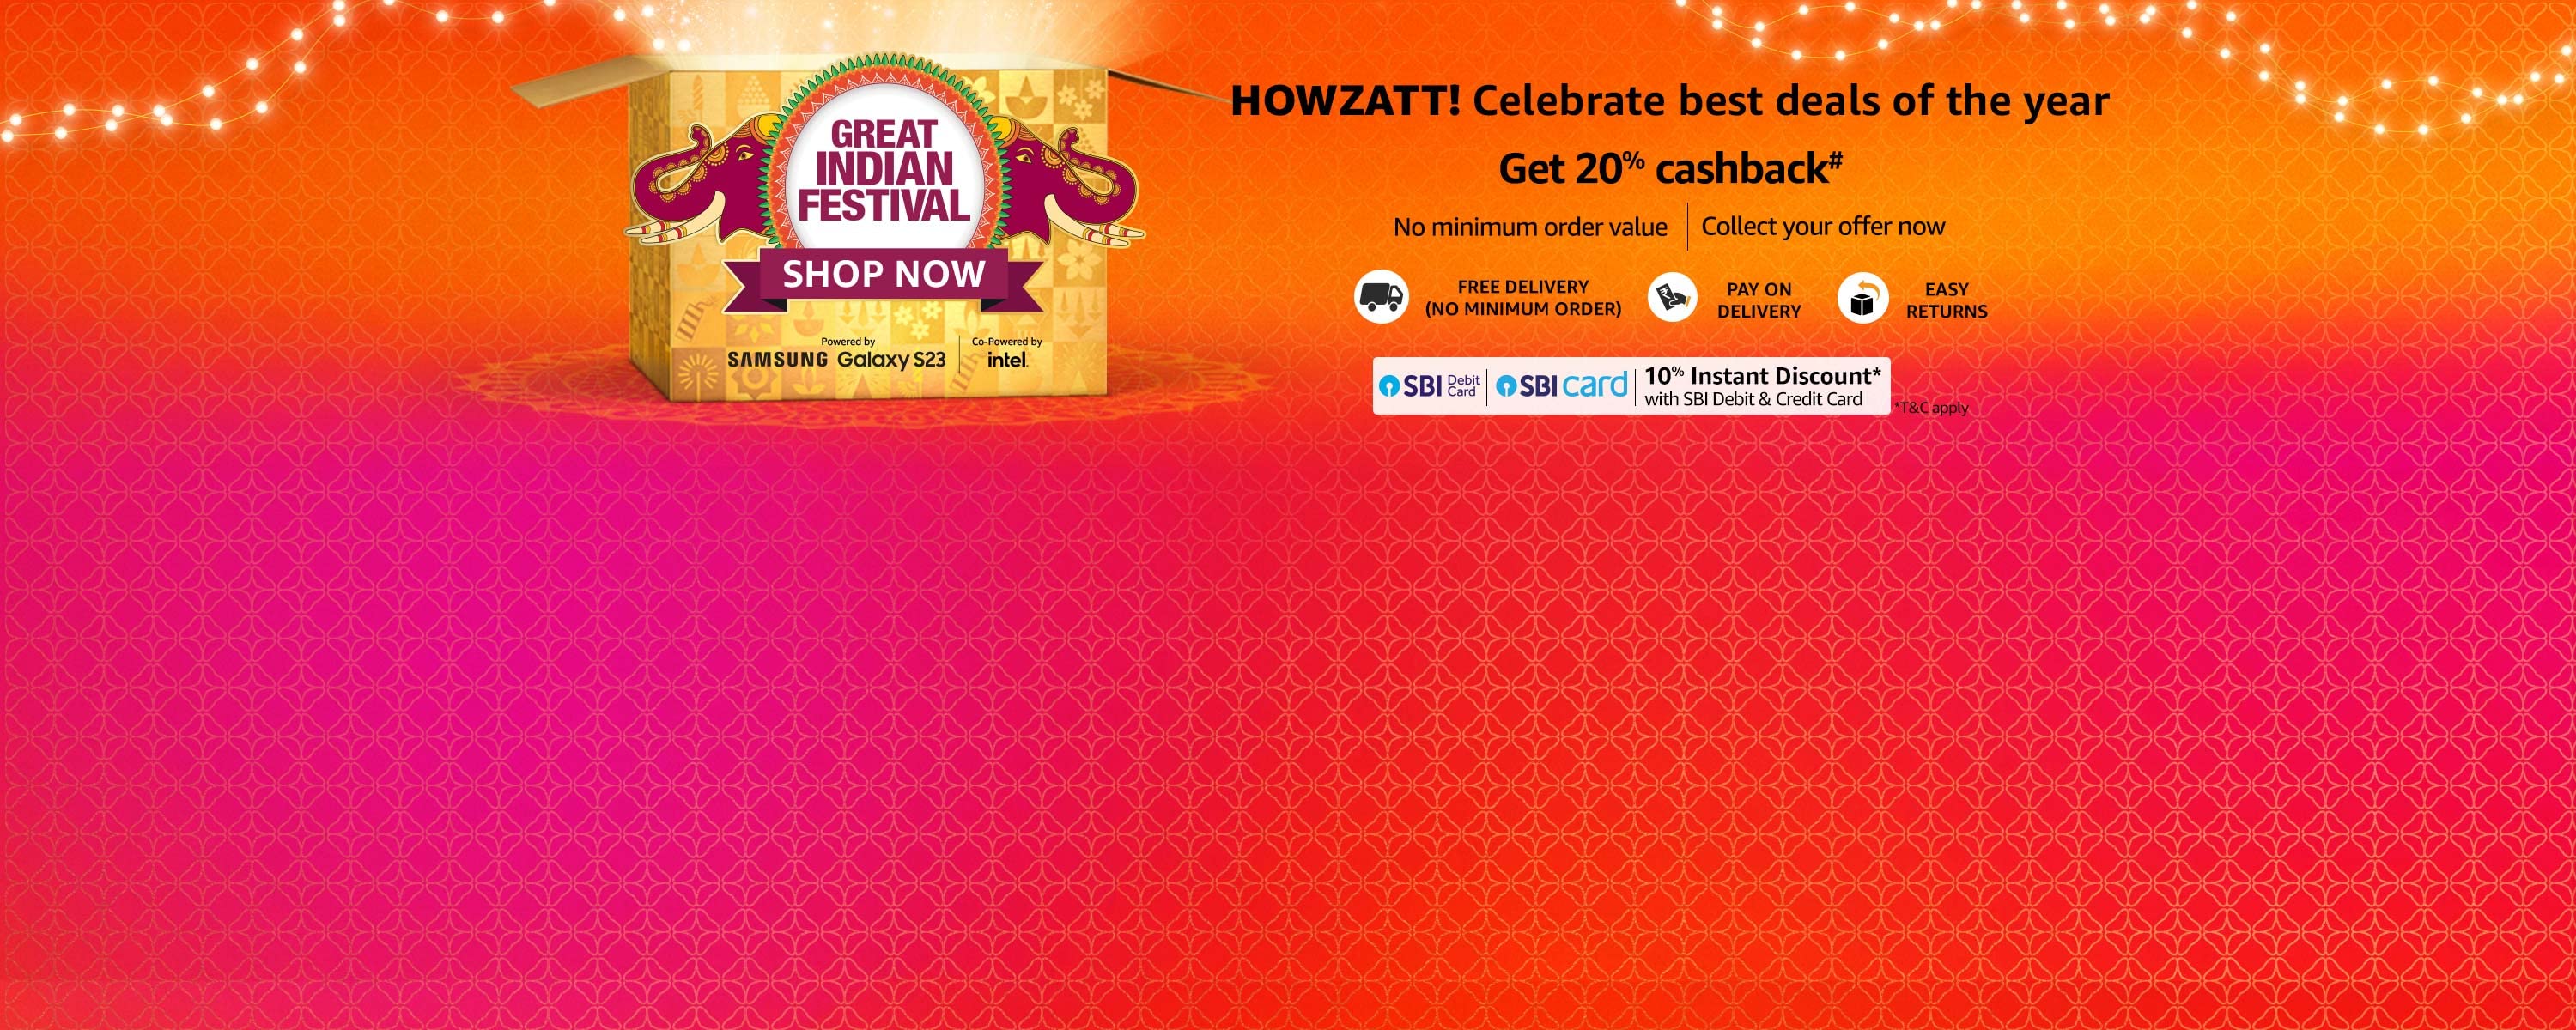 GREAT
INDIAN
FESTIVAL
SHOP NOW
Powered by
SAMSUNG Galaxy S23
Co-Powered by
intel.
HOWZATT! Celebrate best deals of the year
Get 20% cashback#
No minimum order value
Collect your offer now
FREE DELIVERY
(NO MINIMUM ORDER)
PAY ON
DELIVERY
EASY
RETURNS
SBI Debit
Card
SBI card
10% Instant Discount*
with SBI Debit & Credit Card
*T&C apply